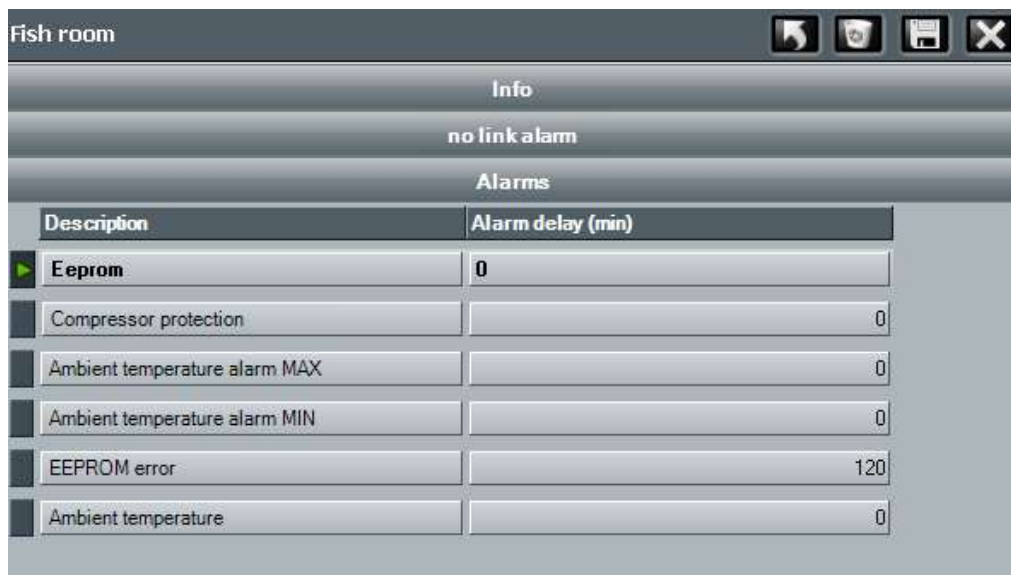 Fish room
Info
no link alarm
Alarms
Description Alarm delay (min)
Eeprom 0
Compressor protection 0
Ambient temperature alarm MAX 0
Ambient temperature alarm MIN 0
EEPROM error 120
Ambient temperature 0